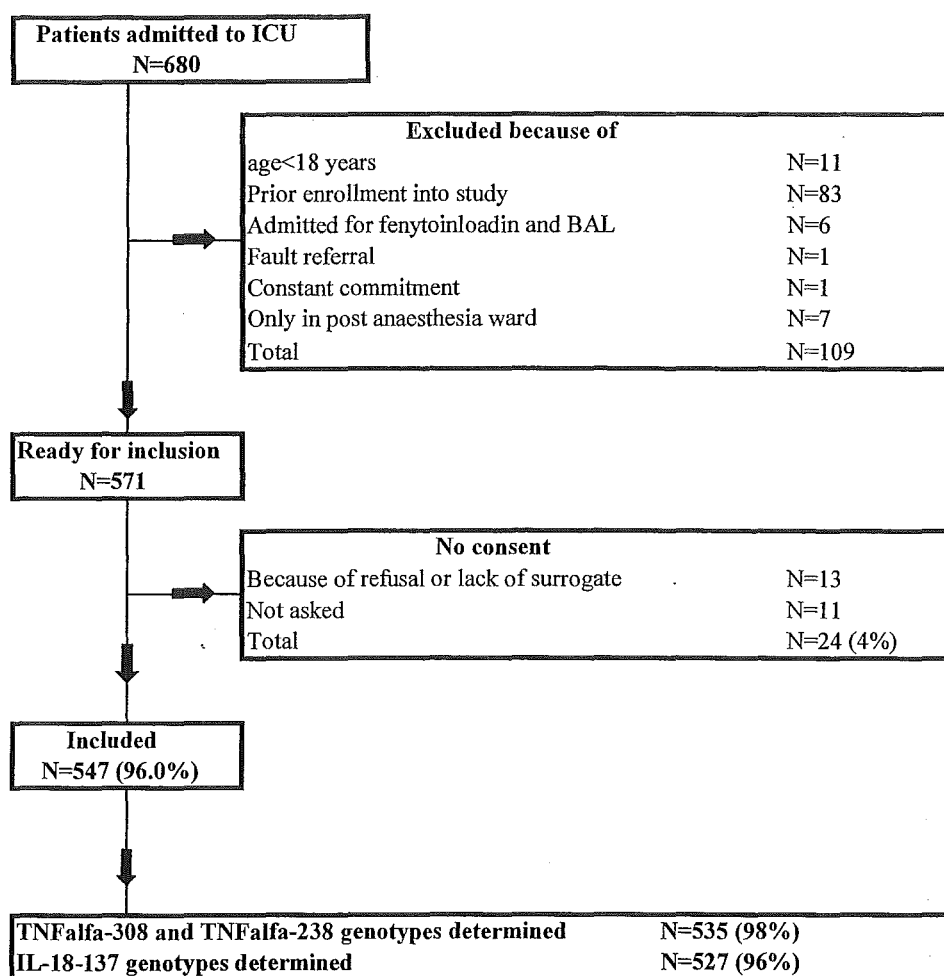 Patients admitted to ICU
N=680
Excluded because of
age<18 years N=11
Prior enrollment into study N=83
Admitted for fenytoinloadin and BAL N=6
Fault referral N=1
Constant commitment N=1
Only in post anaesthesia ward N=7
Total N=109
Ready for inclusion
N=571
No consent
Because of refusal or lack of surrogate N=13
Not asked N=11
Total N=24 (4%)
Included
N=547 (96.0%)
TNFalfa-308 and TNFalfa-238 genotypes determined N=535 (98%)
IL-18-137 genotypes determined N=527 (96%)